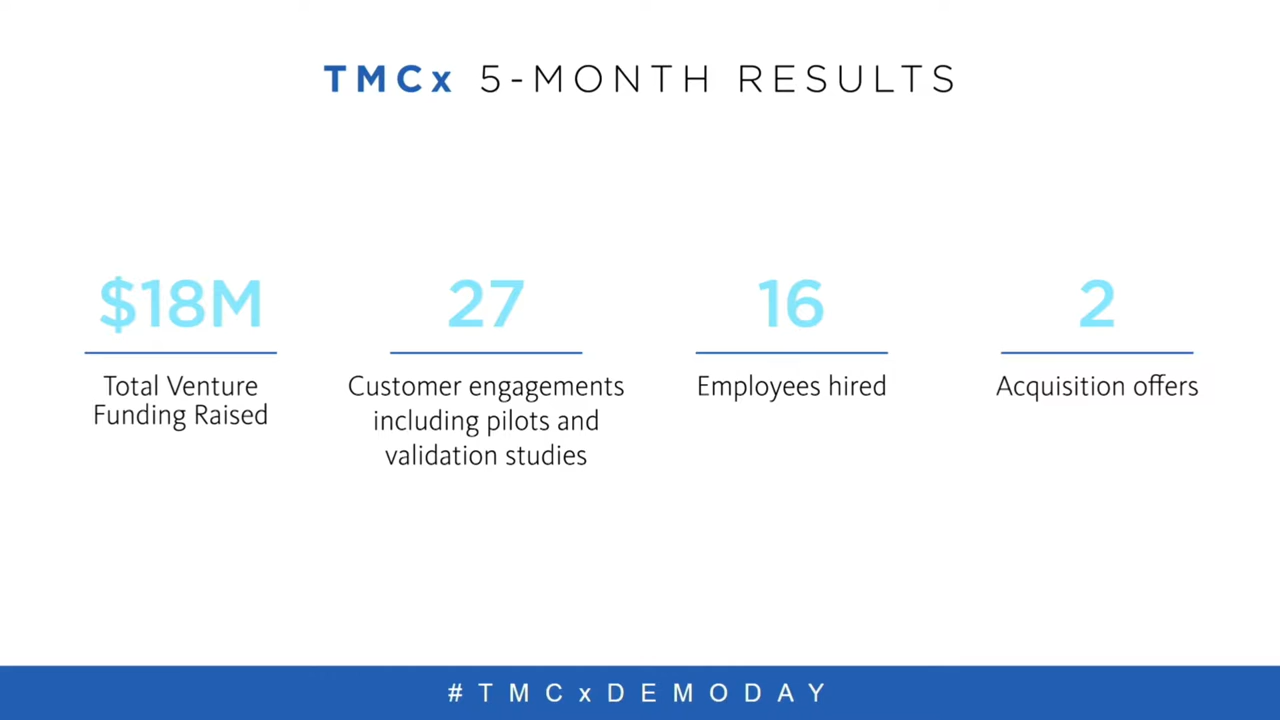 TMCx 5-MONTH RESULTS
$18M
Total Venture
Funding Raised
27
Customer engagements
including pilots and
validation studies
16
Employees hired
2
Acquisition offers
#TMCxDEMODAY